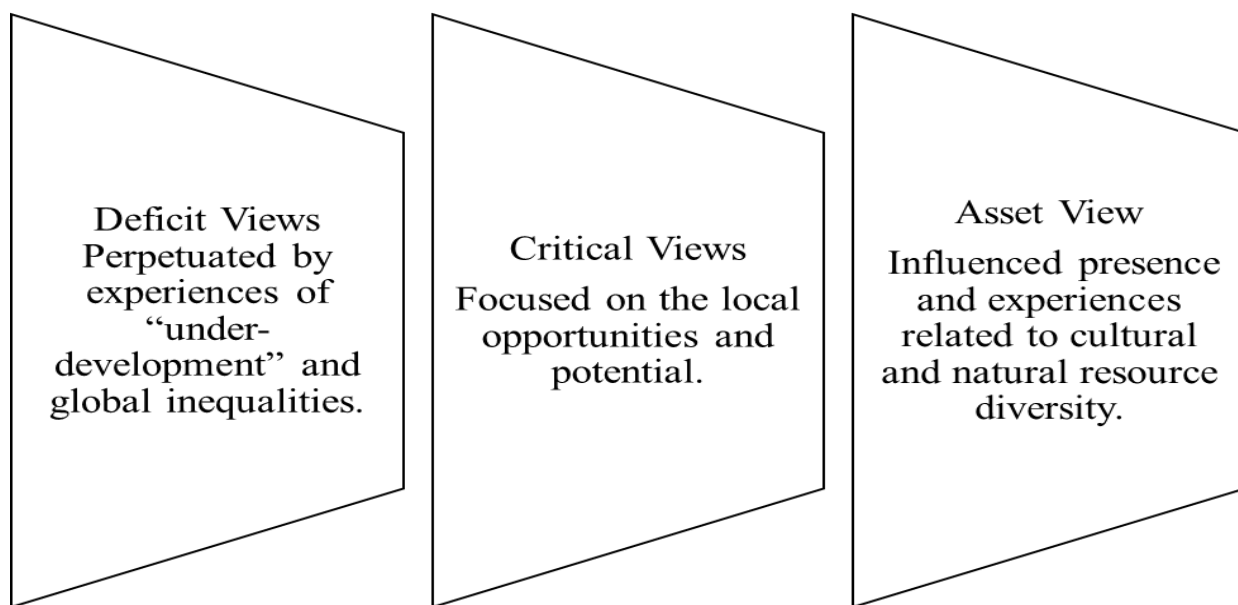 Deficit Views
Perpetuated by
experiences of
“under-
development” and
global inequalities.
Critical Views
Focused on the local
opportunities and
potential.
Asset View
Influenced presence
and experiences
related to cultural
and natural resource
diversity.